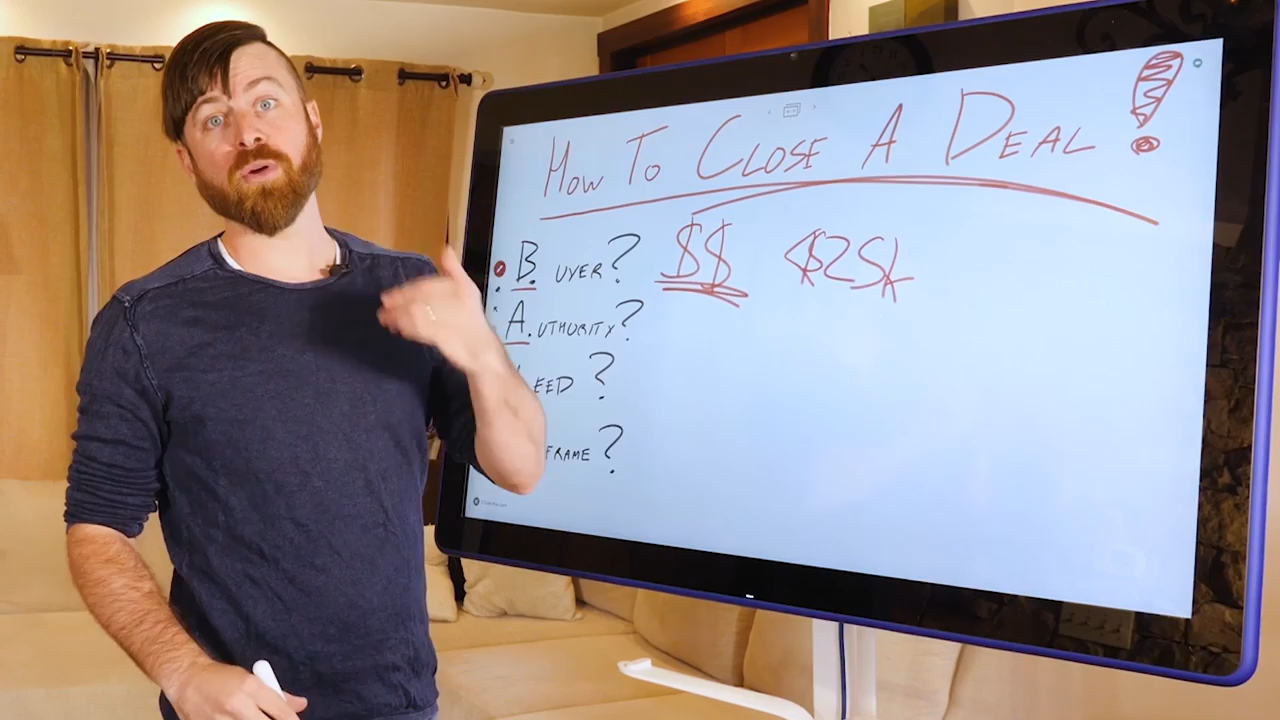 HOW TO CLOSE A DEAL!
B. UYER? $$ $25k
A. UTHORITY?
EED?
FRAME?